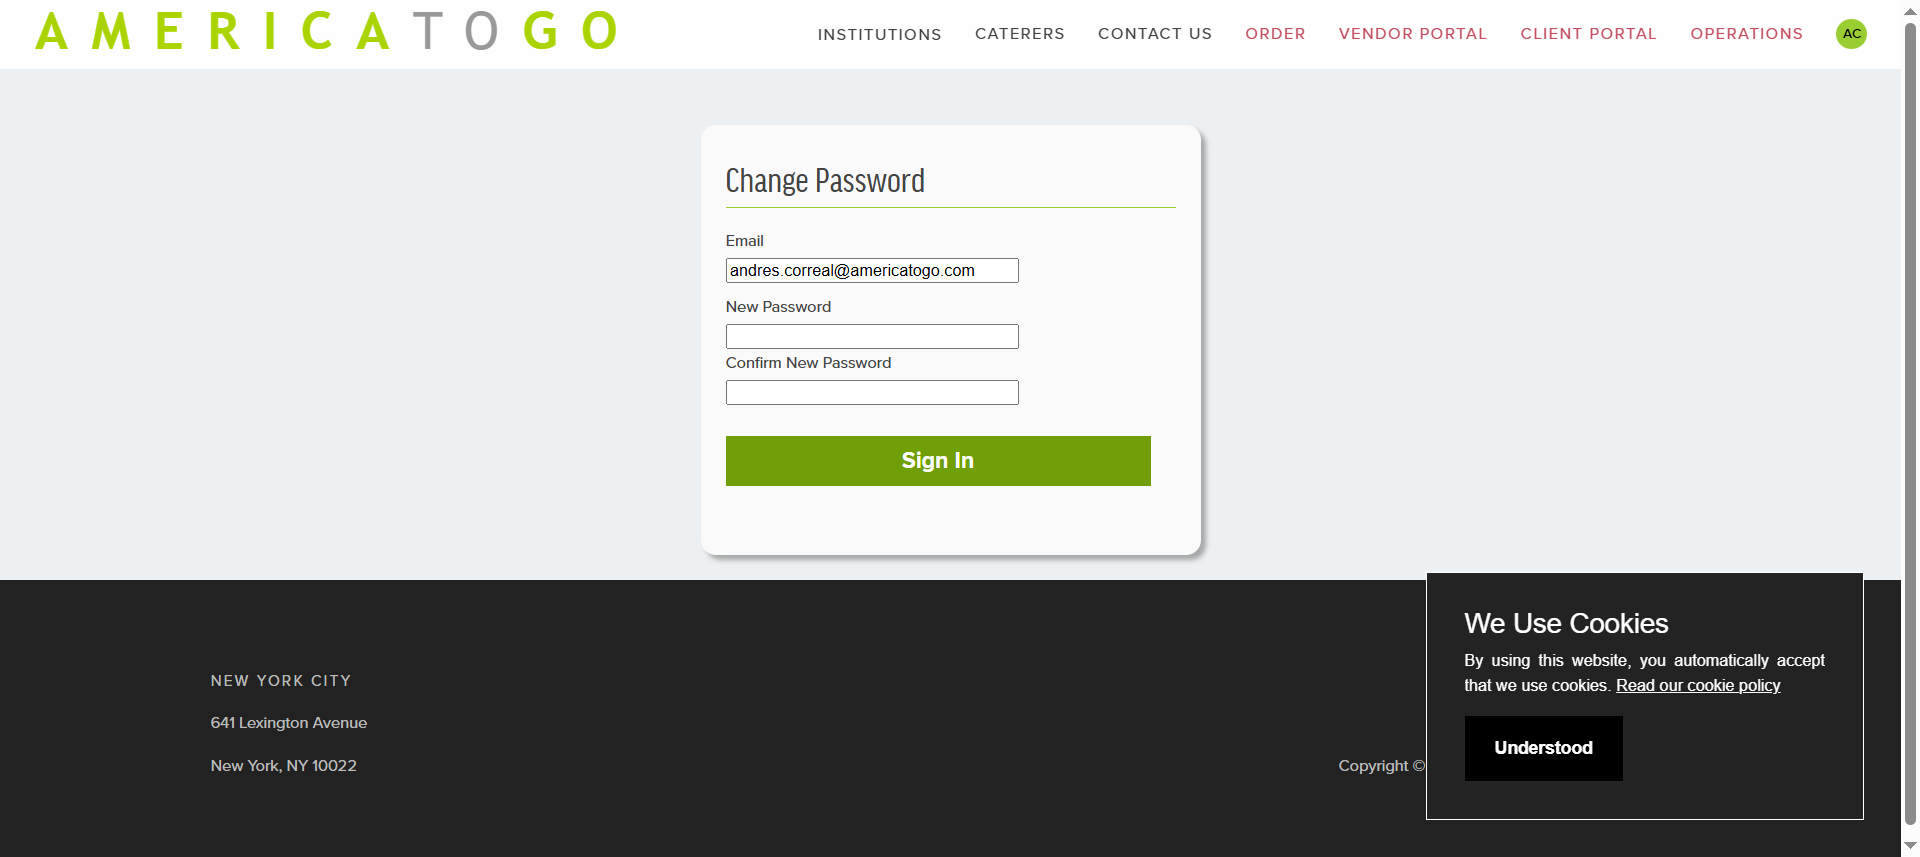 AMERICATOGO
INSTITUTIONS CATERERS CONTACT US ORDER VENDOR PORTAL CLIENT PORTAL OPERATIONS AC
Change Password
Email
andres.correal@americatogo.com
New Password
Confirm New Password
Sign In
NEW YORK CITY
641 Lexington Avenue
New York, NY 10022
Copyright ©
We Use Cookies
By using this website, you automatically accept
that we use cookies. Read our cookie policy
Understood